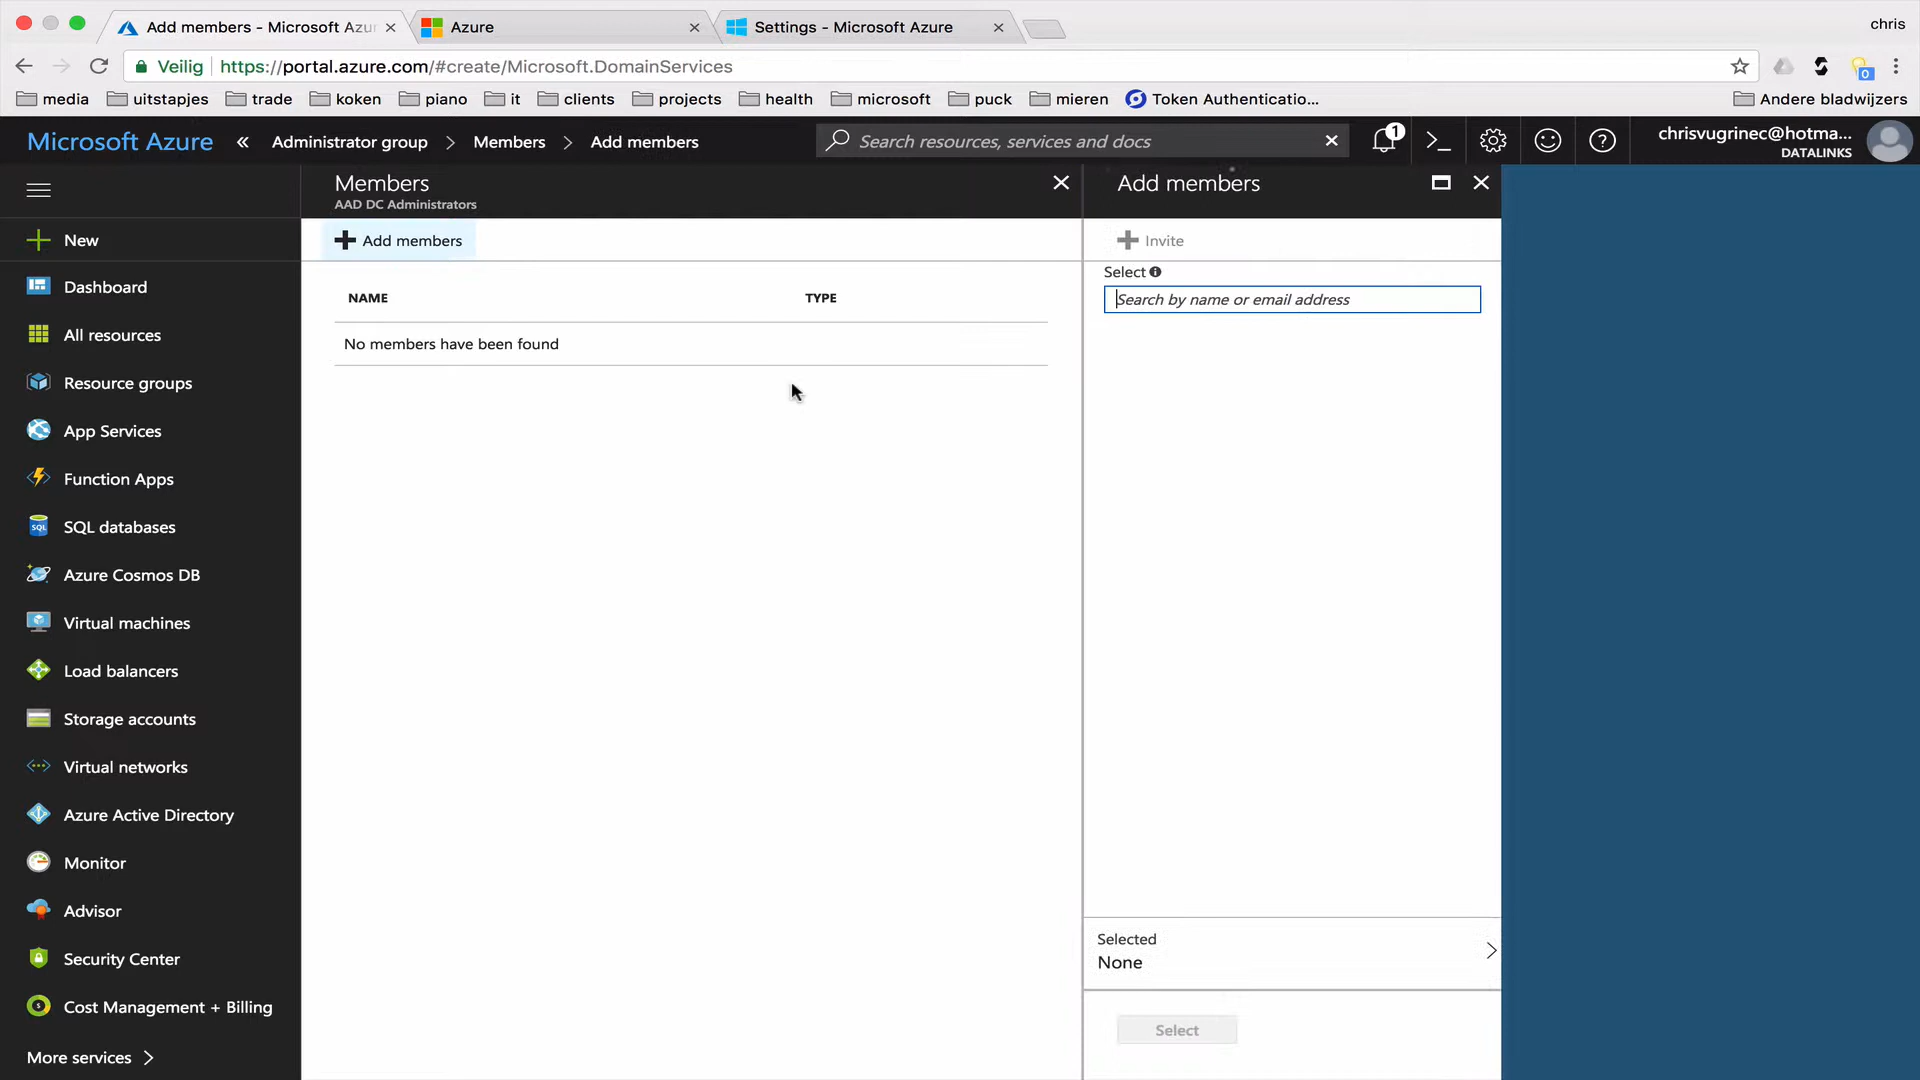 Add members - Microsoft Azur
Azure
Settings - Microsoft Azure
chris
Veilig
https://portal.azure.com/#create/Microsoft.DomainServices
0
media
uitstapjes
trade
koken
piano
it
clients
projects
health
microsoft
puck
mieren
Token Authenticatio...
Andere bladwijzers
Microsoft Azure
«
Administrator group
Members
Add members
Search resources, services and docs
1
chrisvugrinec@hotma...
DATALINKS
New
Dashboard
All resources
Resource groups
App Services
Function Apps
SQL
SQL databases
Azure Cosmos DB
Virtual machines
Load balancers
Storage accounts
Virtual networks
Azure Active Directory
Monitor
Advisor
Security Center
Cost Management + Billing
More services
Members
AAD DC Administrators
Add members
NAME
TYPE
No members have been found
Add members
Invite
Select
Search by name or email address
Selected
None
Select